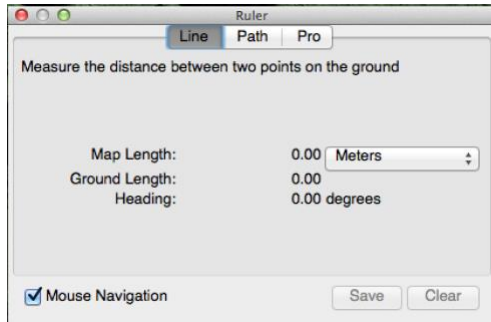 Ruler
Line Path Pro
Measure the distance between two points on the ground
Map Length: 0.00 Meters
Ground Length: 0.00
Heading: 0.00 degrees
Mouse Navigation Save Clear